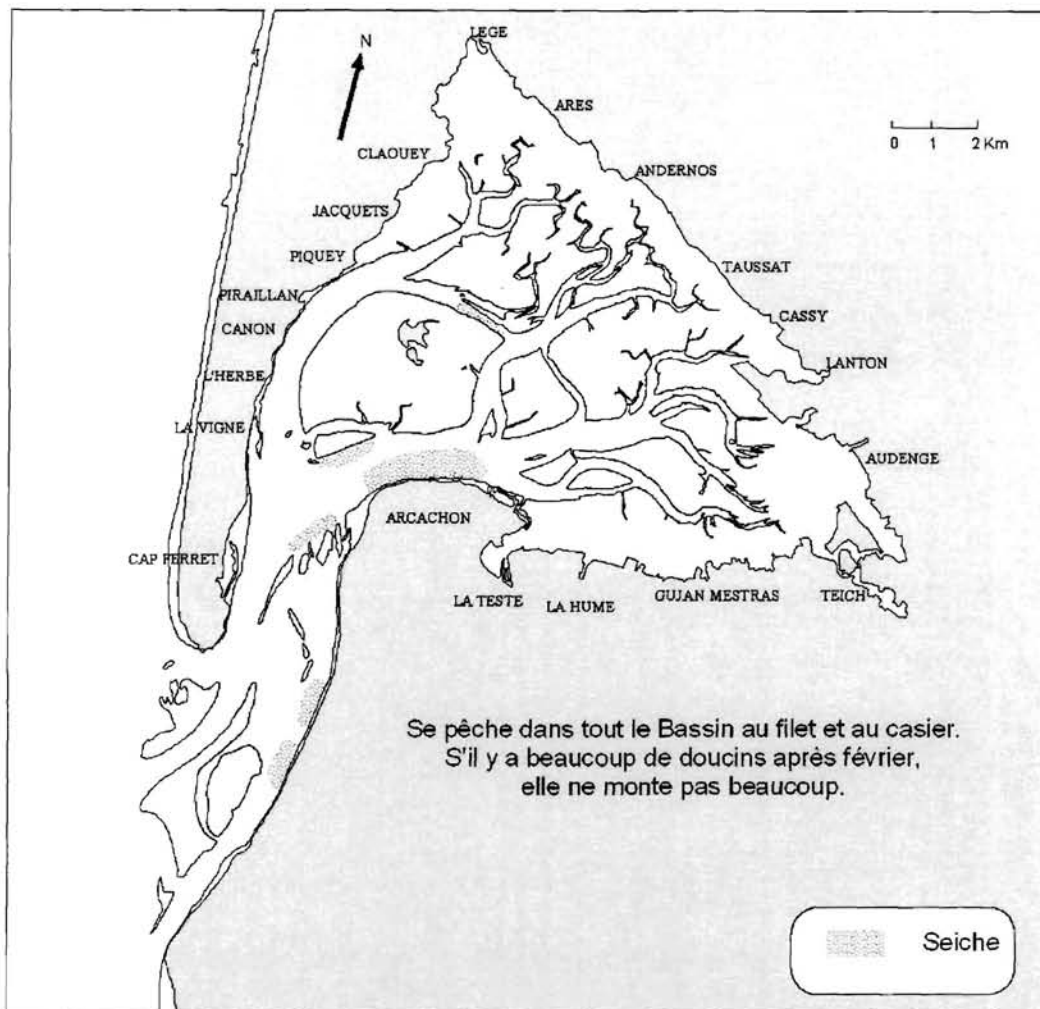 LEGE
N
ARES
0 1 2 Km
CLAOUEY
ANDERNOS
JACQUETS
PIQUEY
TAUSSAT
PIRAILLAN
CASSY
CANON
LANTON
L'HERBE
LA VIGNE
AUDENGE
ARCACHON
CAP FERRET
LA TESTE
LA HUME
GUJAN MESTRAS
TEICH
Se pêche dans tout le Bassin au filet et au casier.
S'il y a beaucoup de doucins après février,
elle ne monte pas beaucoup.
Seiche